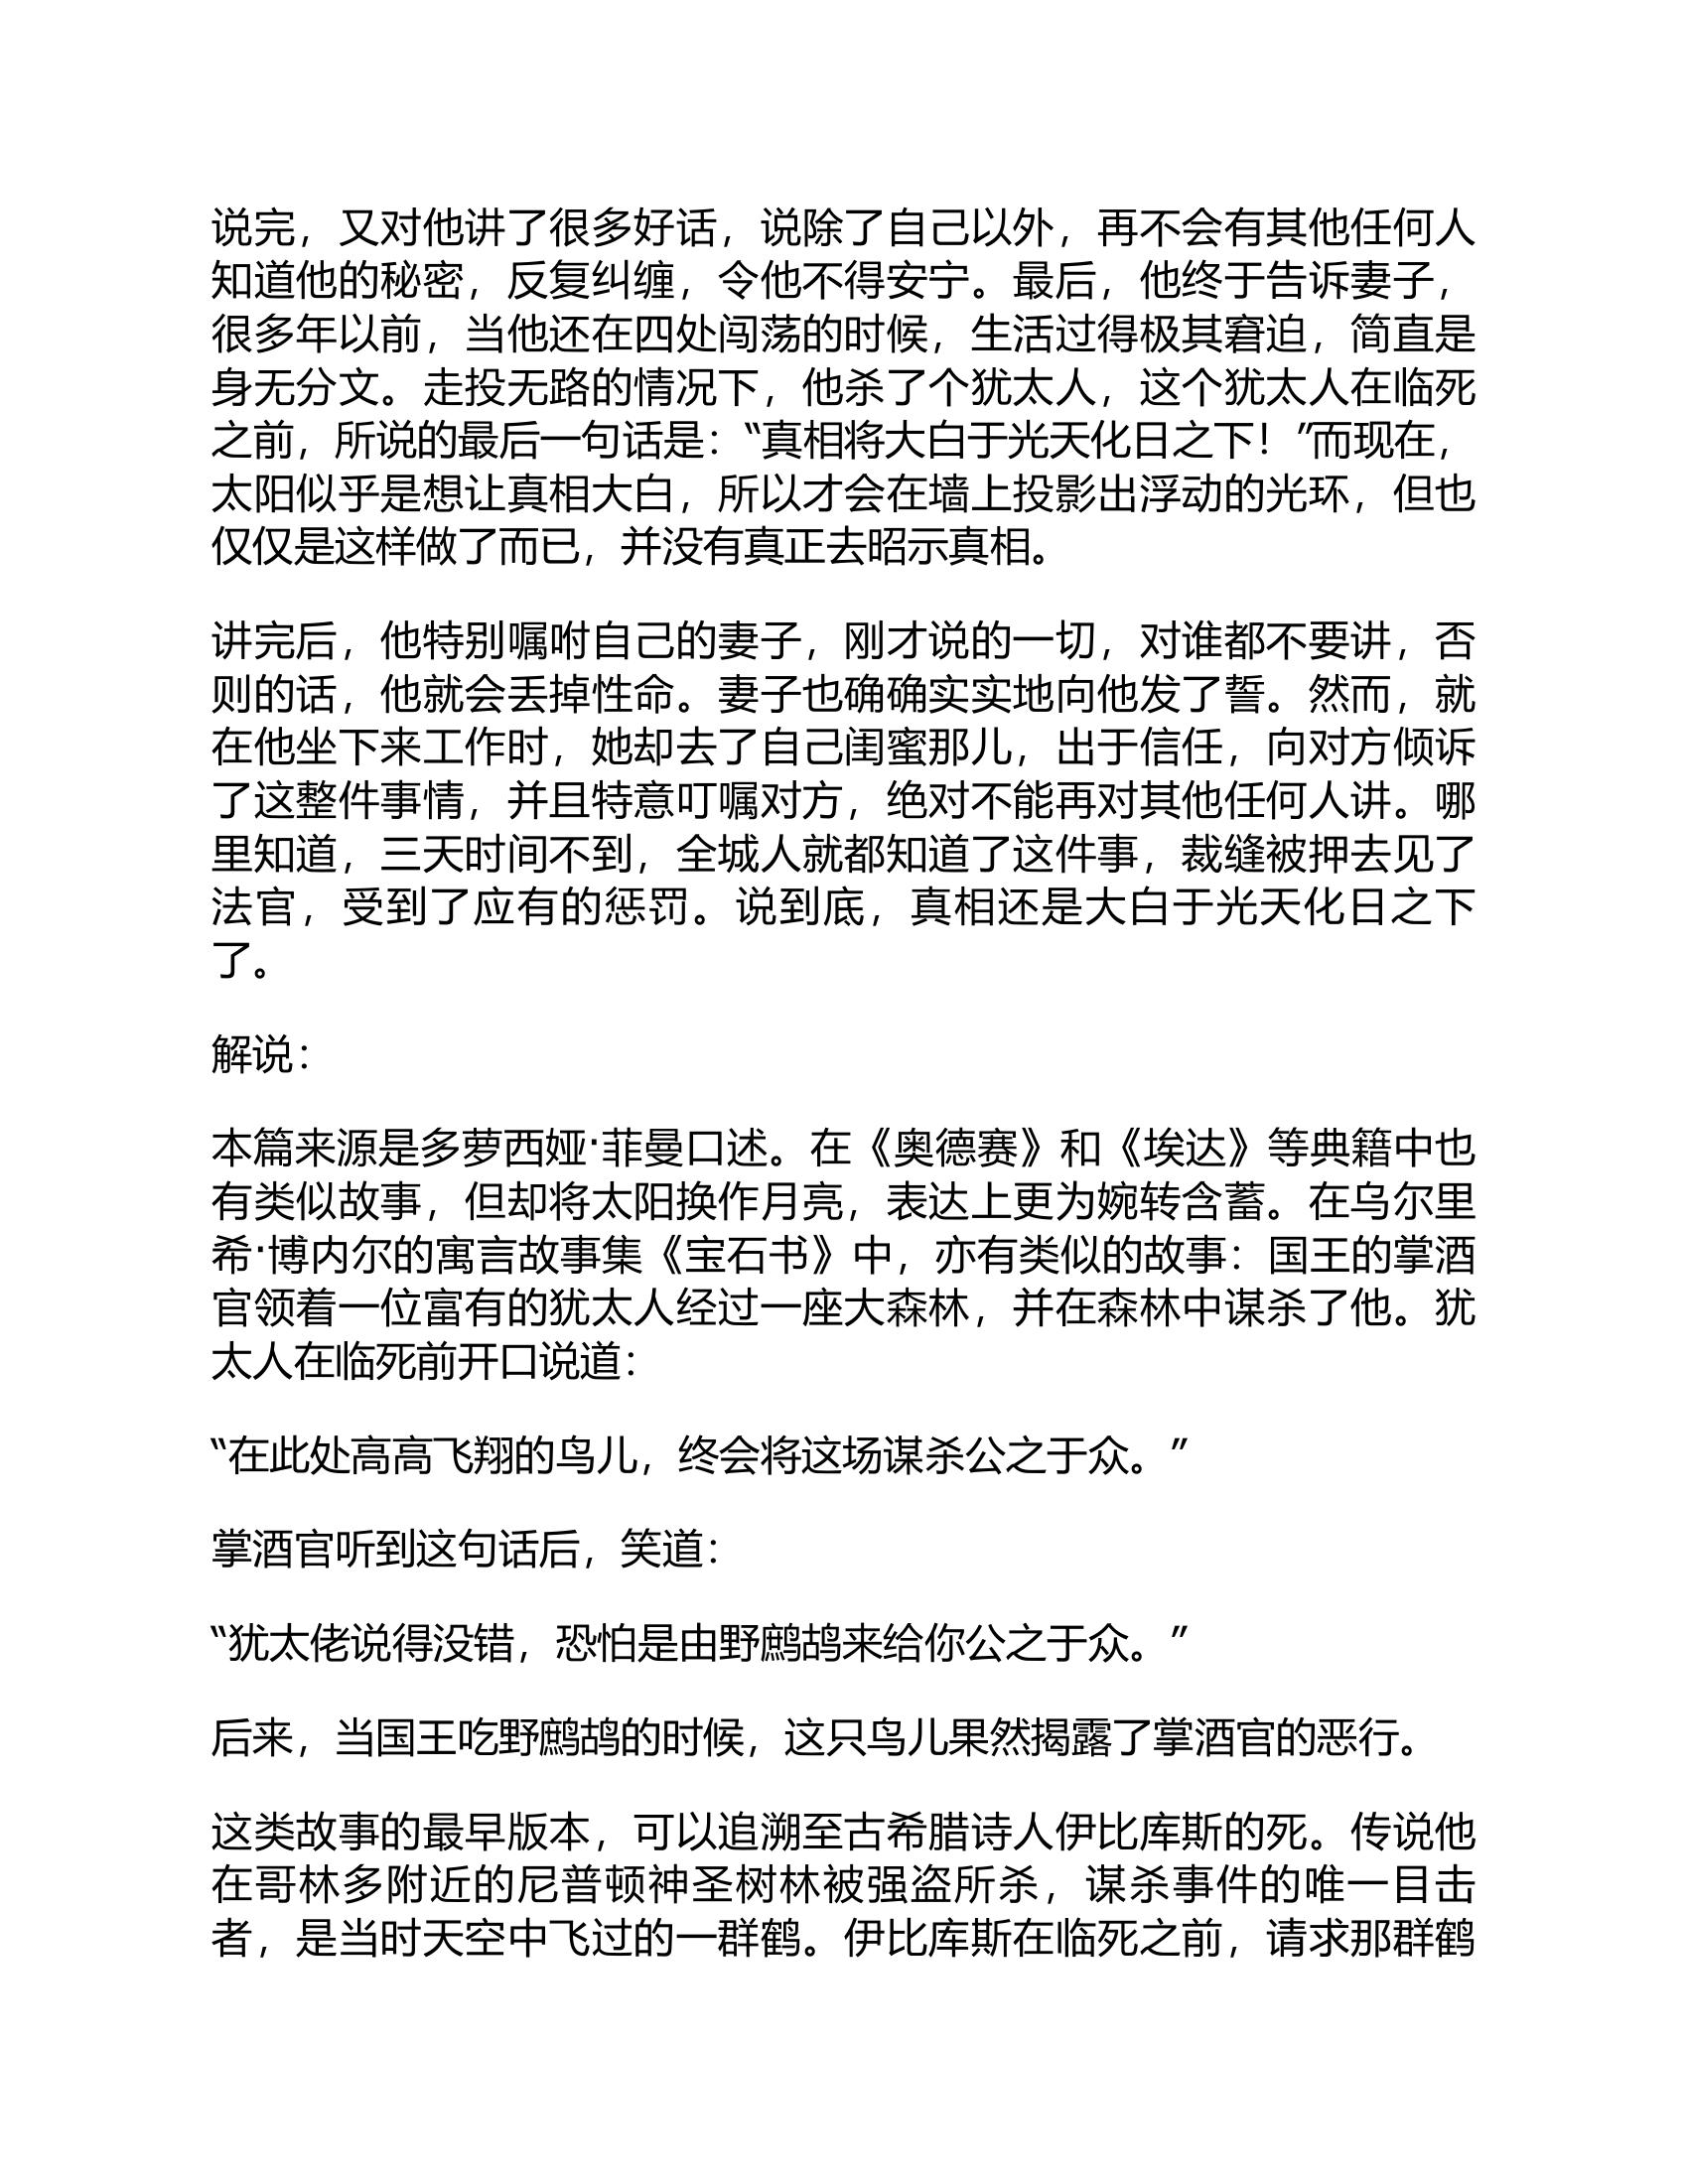 说完，又对他讲了很多好话，说除了自己以外，再不会有其他任何人
知道他的秘密，反复纠缠，令他不得安宁。最后，他终于告诉妻子，
很多年以前，当他还在四处闯荡的时候，生活过得极其窘迫，简直是
身无分文。走投无路的情况下，他杀了个犹太人，这个犹太人在临死
之前，所说的最后一句话是：“真相将大白于光天化日之下！”而现在，
太阳似乎是想让真相大白，所以才会在墙上投影出浮动的光环，但也
仅仅是这样做了而已，并没有真正去昭示真相。
讲完后，他特别嘱咐自己的妻子，刚才说的一切，对谁都不要讲，否
则的话，他就会丢掉性命。妻子也确确实实地向他发了誓。然而，就
在他坐下来工作时，她却去了自己闺蜜那儿，出于信任，向对方倾诉
了这整件事情，并且特意叮嘱对方，绝对不能再对其他任何人讲。哪
里知道，三天时间不到，全城人就都知道了这件事，裁缝被押去见了
法官，受到了应有的惩罚。说到底，真相还是大白于光天化日之下
了。
解说：
本篇来源是多萝西娅·菲曼口述。在《奥德赛》和《埃达》等典籍中也
有类似故事，但却将太阳换作月亮，表达上更为婉转含蓄。在乌尔里
希·博内尔的寓言故事集《宝石书》中，亦有类似的故事：国王的掌酒
官领着一位富有的犹太人经过一座大森林，并在森林中谋杀了他。犹
太人在临死前开口说道：
“在此处高高飞翔的鸟儿，终会将这场谋杀公之于众。”
掌酒官听到这句话后，笑道：
“犹太佬说得没错，恐怕是由野鹧鸪来给你公之于众。”
后来，当国王吃野鹧鸪的时候，这只鸟儿果然揭露了掌酒官的恶行。
这类故事的最早版本，可以追溯至古希腊诗人伊比库斯的死。传说他
在哥林多附近的尼普顿神圣树林被强盗所杀，谋杀事件的唯一目击
者，是当时天空中飞过的一群鹤。伊比库斯在临死之前，请求那群鹤